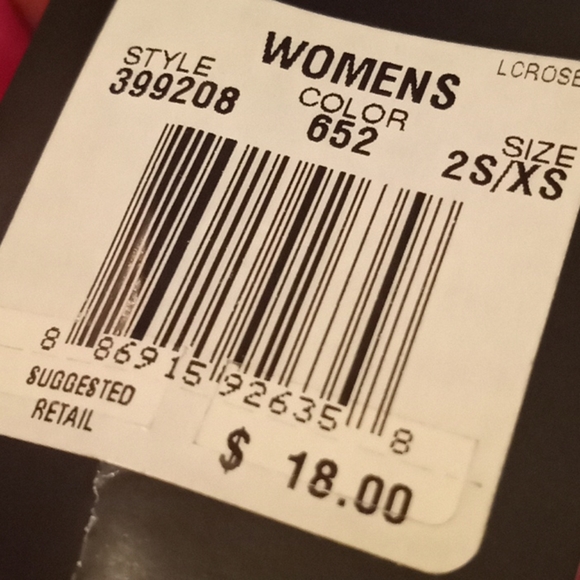 WOMENS
LCROSE
STYLE
399208
COLOR
652
SIZE
2S/XS
8 86915 92635 8
SUGGESTED
RETAIL
$ 18.00